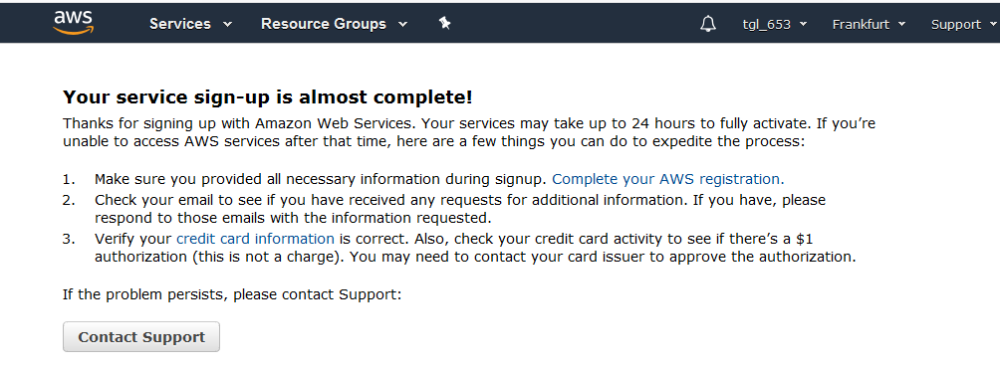 aws Services Resource Groups tgl_653 Frankfurt Support
Your service sign-up is almost complete!
Thanks for signing up with Amazon Web Services. Your services may take up to 24 hours to fully activate. If you're
unable to access AWS services after that time, here are a few things you can do to expedite the process:
1. Make sure you provided all necessary information during signup. Complete your AWS registration.
2. Check your email to see if you have received any requests for additional information. If you have, please
respond to those emails with the information requested.
3. Verify your credit card information is correct. Also, check your credit card activity to see if there's a $1
authorization (this is not a charge). You may need to contact your card issuer to approve the authorization.
If the problem persists, please contact Support:
Contact Support